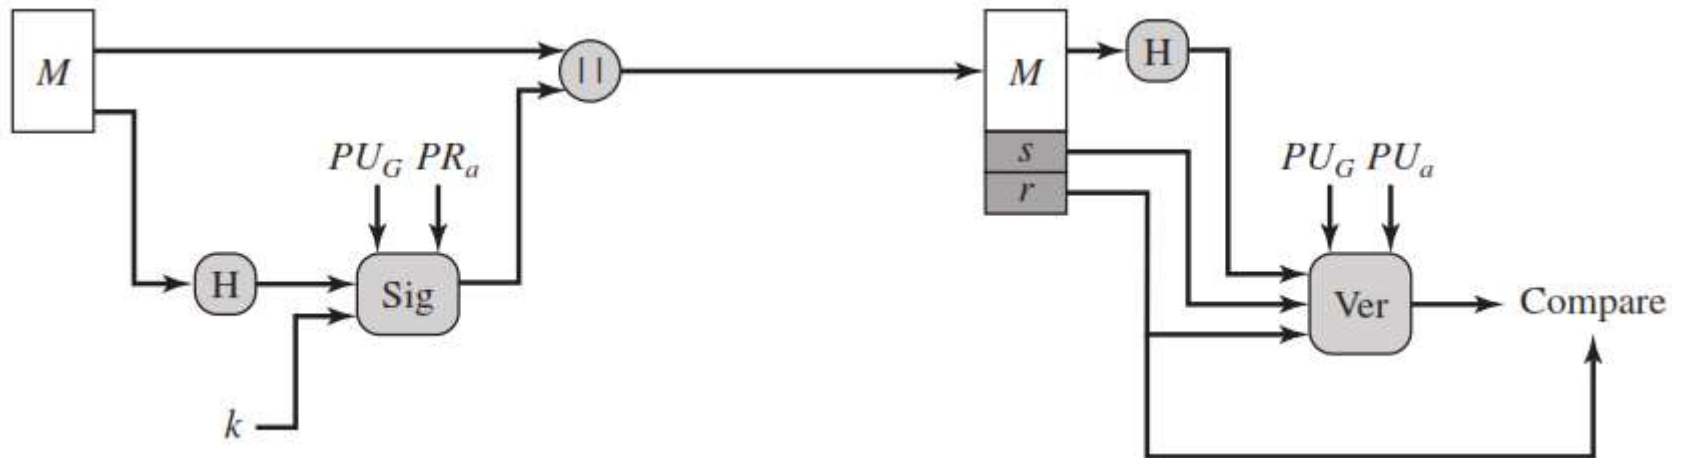 M
| |
M
H
s
r
PU_G PR_a
PU_G PU_a
H
Sig
Ver
Compare
k